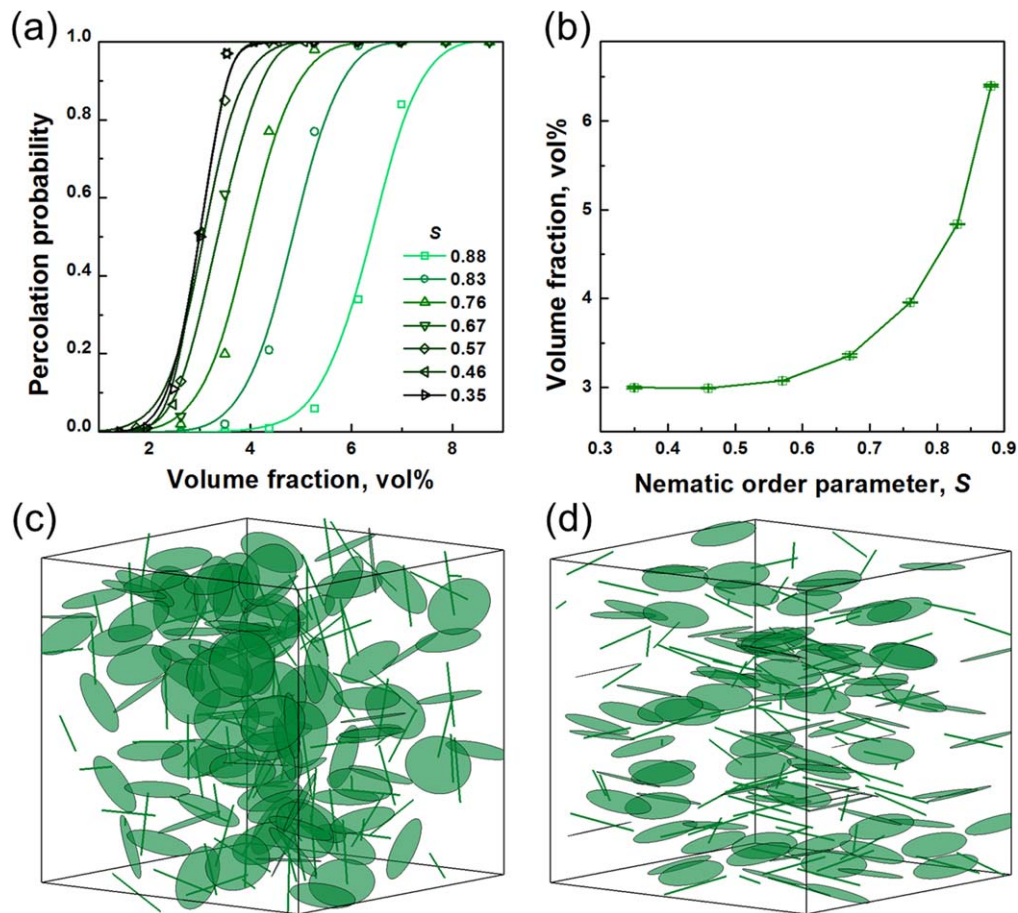 (a)
1.0
0.8
0.6
0.4
0.2
0.0
Percolation probability
2 4 6 8
Volume fraction, vol%
S
0.88
0.83
0.76
0.67
0.57
0.46
0.35
(b)
6
5
4
3
Volume fraction, vol%
0.3 0.4 0.5 0.6 0.7 0.8 0.9
Nematic order parameter, S
(c)
(d)